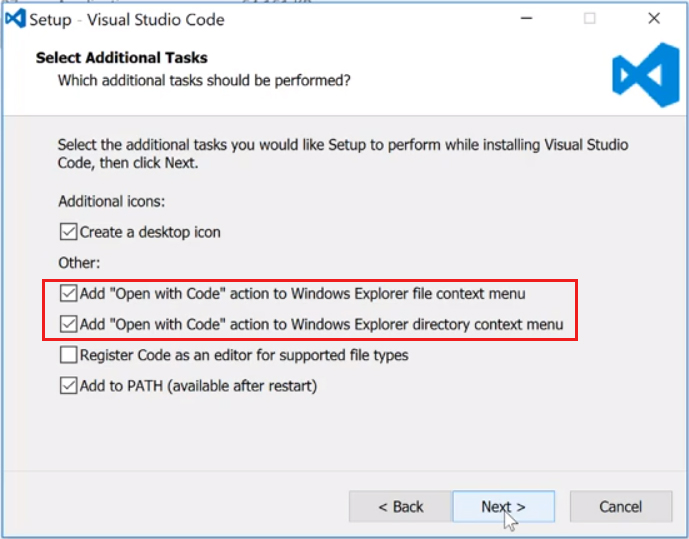 Setup - Visual Studio Code
Select Additional Tasks
Which additional tasks should be performed?
Select the additional tasks you would like Setup to perform while installing Visual Studio
Code, then click Next.
Additional icons:
Create a desktop icon
Other:
Add "Open with Code" action to Windows Explorer file context menu
Add "Open with Code" action to Windows Explorer directory context menu
Register Code as an editor for supported file types
Add to PATH (available after restart)
< Back
Next >
Cancel